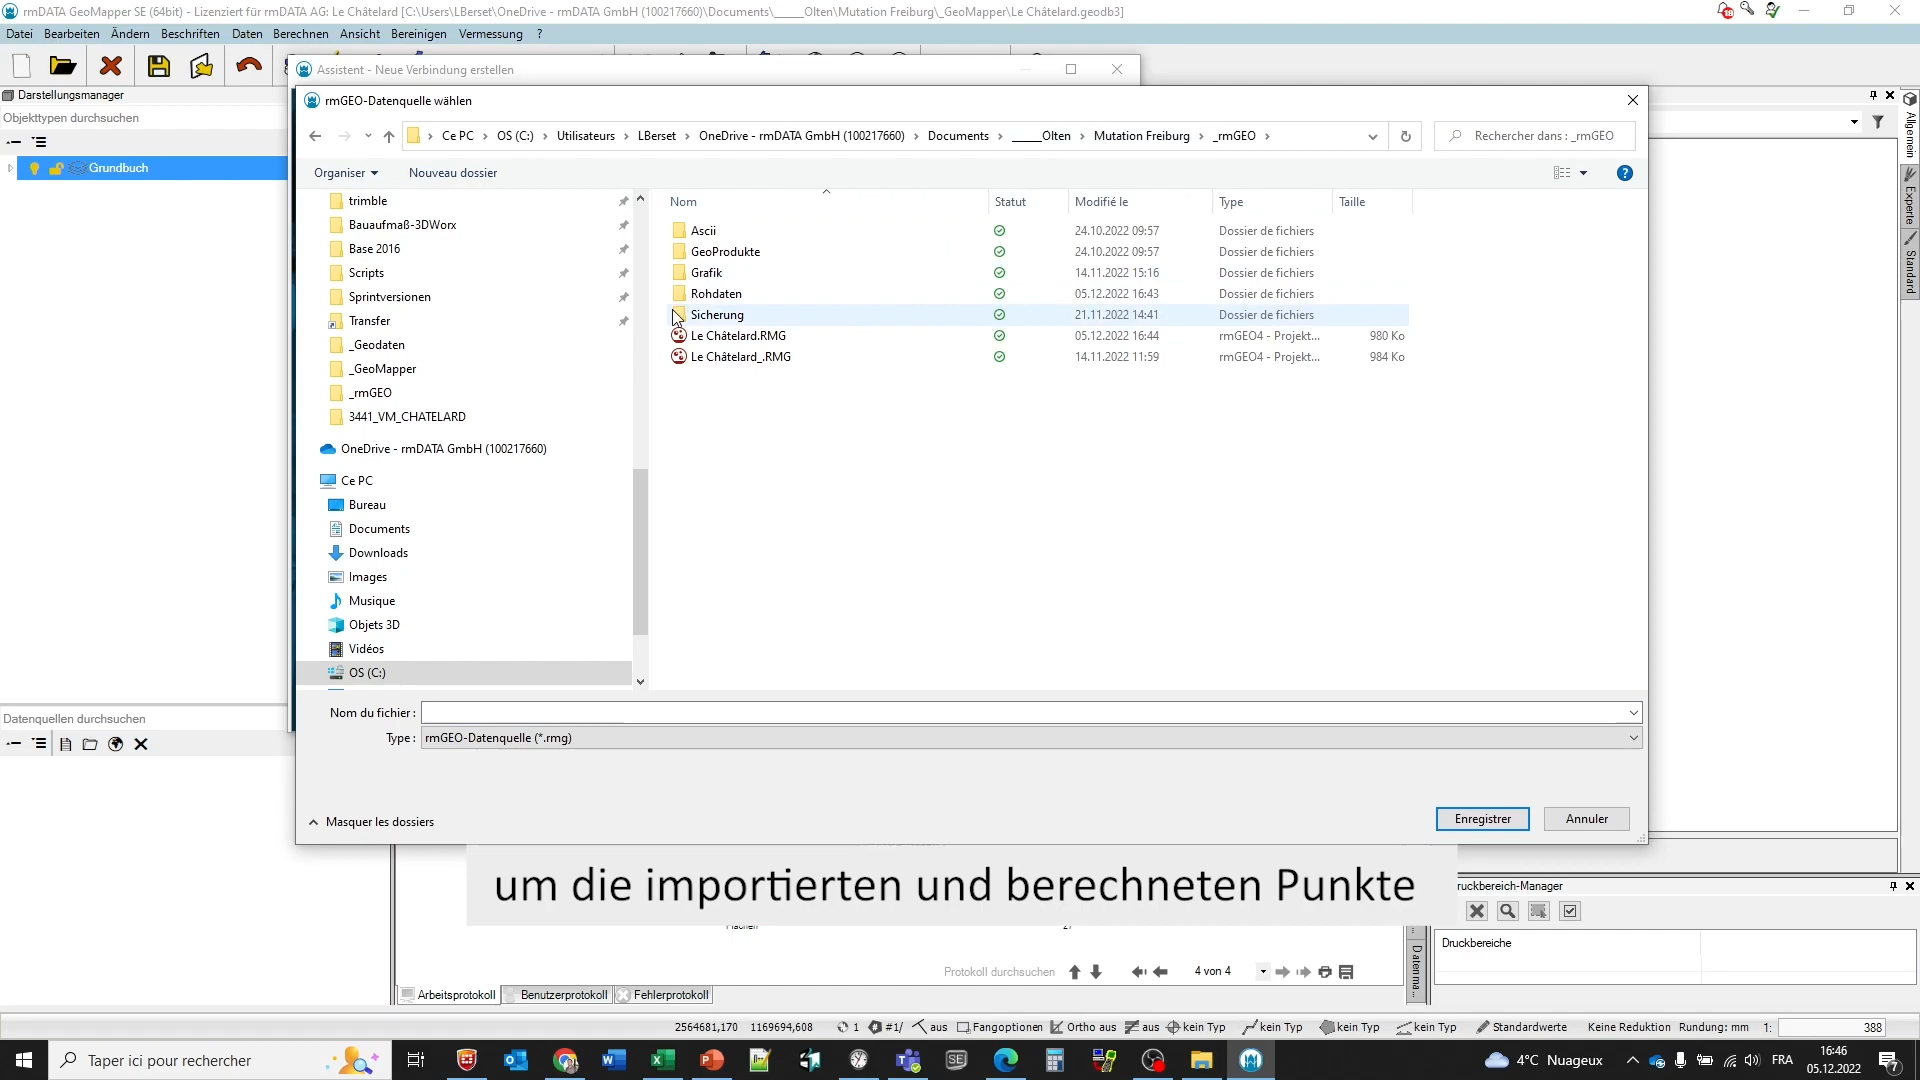 rmDATA GeoMapper SE (64bit) - Lizenziert für rmDATA AG: Le Châtelard [C:\Users\LBerset\OneDrive - rmDATA GmbH (100217660)\Documents\_____Olten\Mutation Freiburg\_GeoMapper\Le Châtelard.geodb3]
Datei Bearbeiten Ändern Beschriften Daten Berechnen Ansicht Bereinigen Vermessung ?
Assistent - Neue Verbindung erstellen
Darstellungsmanager
rmGEO-Datenquelle wählen
Objekttypen durchsuchen
Ce PC OS (C:) Utilisateurs LBerset OneDrive - rmDATA GmbH (100217660) Documents _____Olten Mutation Freiburg _rmGEO
Rechercher dans : _rmGEO
Allgemein
Experte
Standard
Grundbuch
Organiser Nouveau dossier
trimble
Bauaufmaß-3DWorx
Base 2016
Scripts
Sprintversionen
Transfer
_Geodaten
_GeoMapper
_rmGEO
3441_VM_CHATELARD
OneDrive - rmDATA GmbH (100217660)
Ce PC
Bureau
Documents
Downloads
Images
Musique
Objets 3D
Vidéos
OS (C:)
Nom Statut Modifié le Type Taille
Ascii 24.10.2022 09:57 Dossier de fichiers
GeoProdukte 24.10.2022 09:57 Dossier de fichiers
Grafik 14.11.2022 15:16 Dossier de fichiers
Rohdaten 05.12.2022 16:43 Dossier de fichiers
Sicherung 21.11.2022 14:41 Dossier de fichiers
Le Châtelard.RMG 05.12.2022 16:44 rmGEO4 - Projekt... 980 Ko
Le Châtelard_.RMG 14.11.2022 11:59 rmGEO4 - Projekt... 984 Ko
Nom du fichier :
Type : rmGEO-Datenquelle (*.rmg)
Masquer les dossiers
Enregistrer Annuler
Datenquellen durchsuchen
um die importierten und berechneten Punkte
ruckbereich-Manager
Druckbereiche
Datenma...
Protokoll durchsuchen 4 von 4
Arbeitsprotokoll Benutzerprotokoll Fehlerprotokoll
2564681,170 1169694,608 1 #1/ aus Fangoptionen Ortho aus aus kein Typ kein Typ kein Typ kein Typ Standardwerte Keine Reduktion Rundung: mm 1: 388
Taper ici pour rechercher
4°C Nuageux FRA
16:46
05.12.2022
7